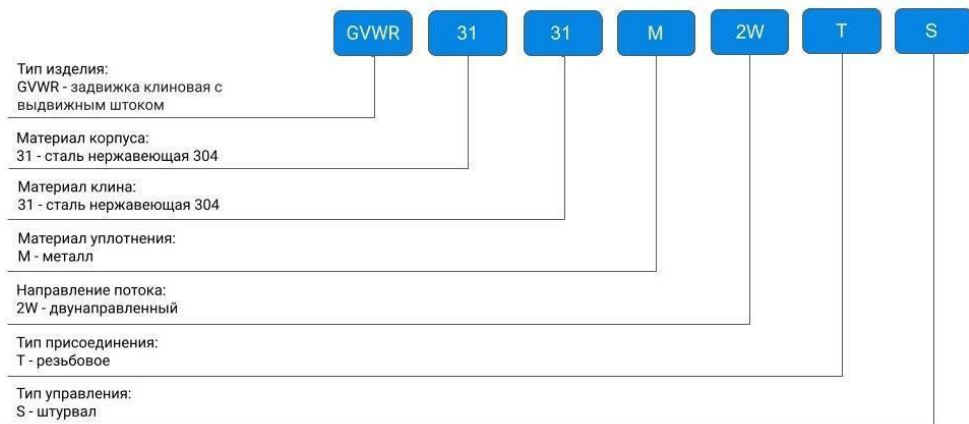 GVWR 31 31 M 2W T S
Тип изделия:
GVWR - задвижка клиновая с
выдвижным штоком
Материал корпуса:
31 - сталь нержавеющая 304
Материал клина:
31 - сталь нержавеющая 304
Материал уплотнения:
M - металл
Направление потока:
2W - двунаправленный
Тип присоединения:
T - резьбовое
Тип управления:
S - штурвал